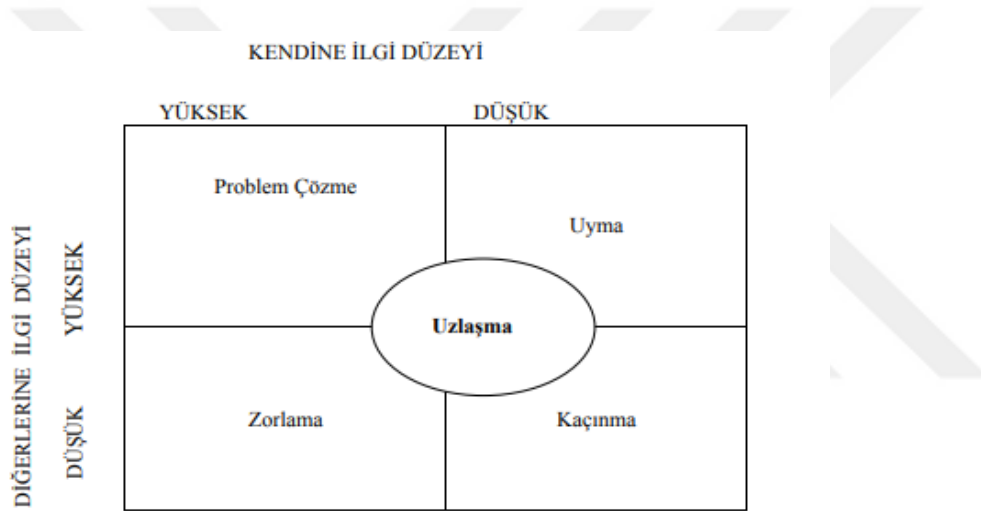 KENDİNE İLGİ DÜZEYİ
YÜKSEK
DÜŞÜK
Problem Çözme
Uyma
DİĞERLERİNE İLGİ DÜZEYİ
YÜKSEK
Uzlaşma
DÜŞÜK
Zorlama
Kaçınma